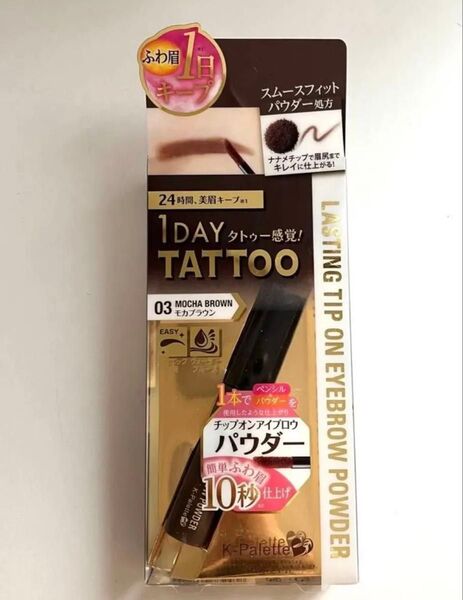 ふわ眉
1日
キープ
スムースフィット
パウダー処方
ナナメチップで眉尻まで
キレイに仕上がる!
24時間、美眉キープ※1
1DAY タトゥー感覚!
TATTOO
03 MOCHA BROWN
モカブラウン
EASY
LASTING TIP ON EYEBROW POWDER
1本で ペンシル パウダーを
使用したような仕上がり
チップオンアイブロウ
パウダー
簡単ふわ眉
10秒 仕上げ
POWDER
K-Palette
K-Palette